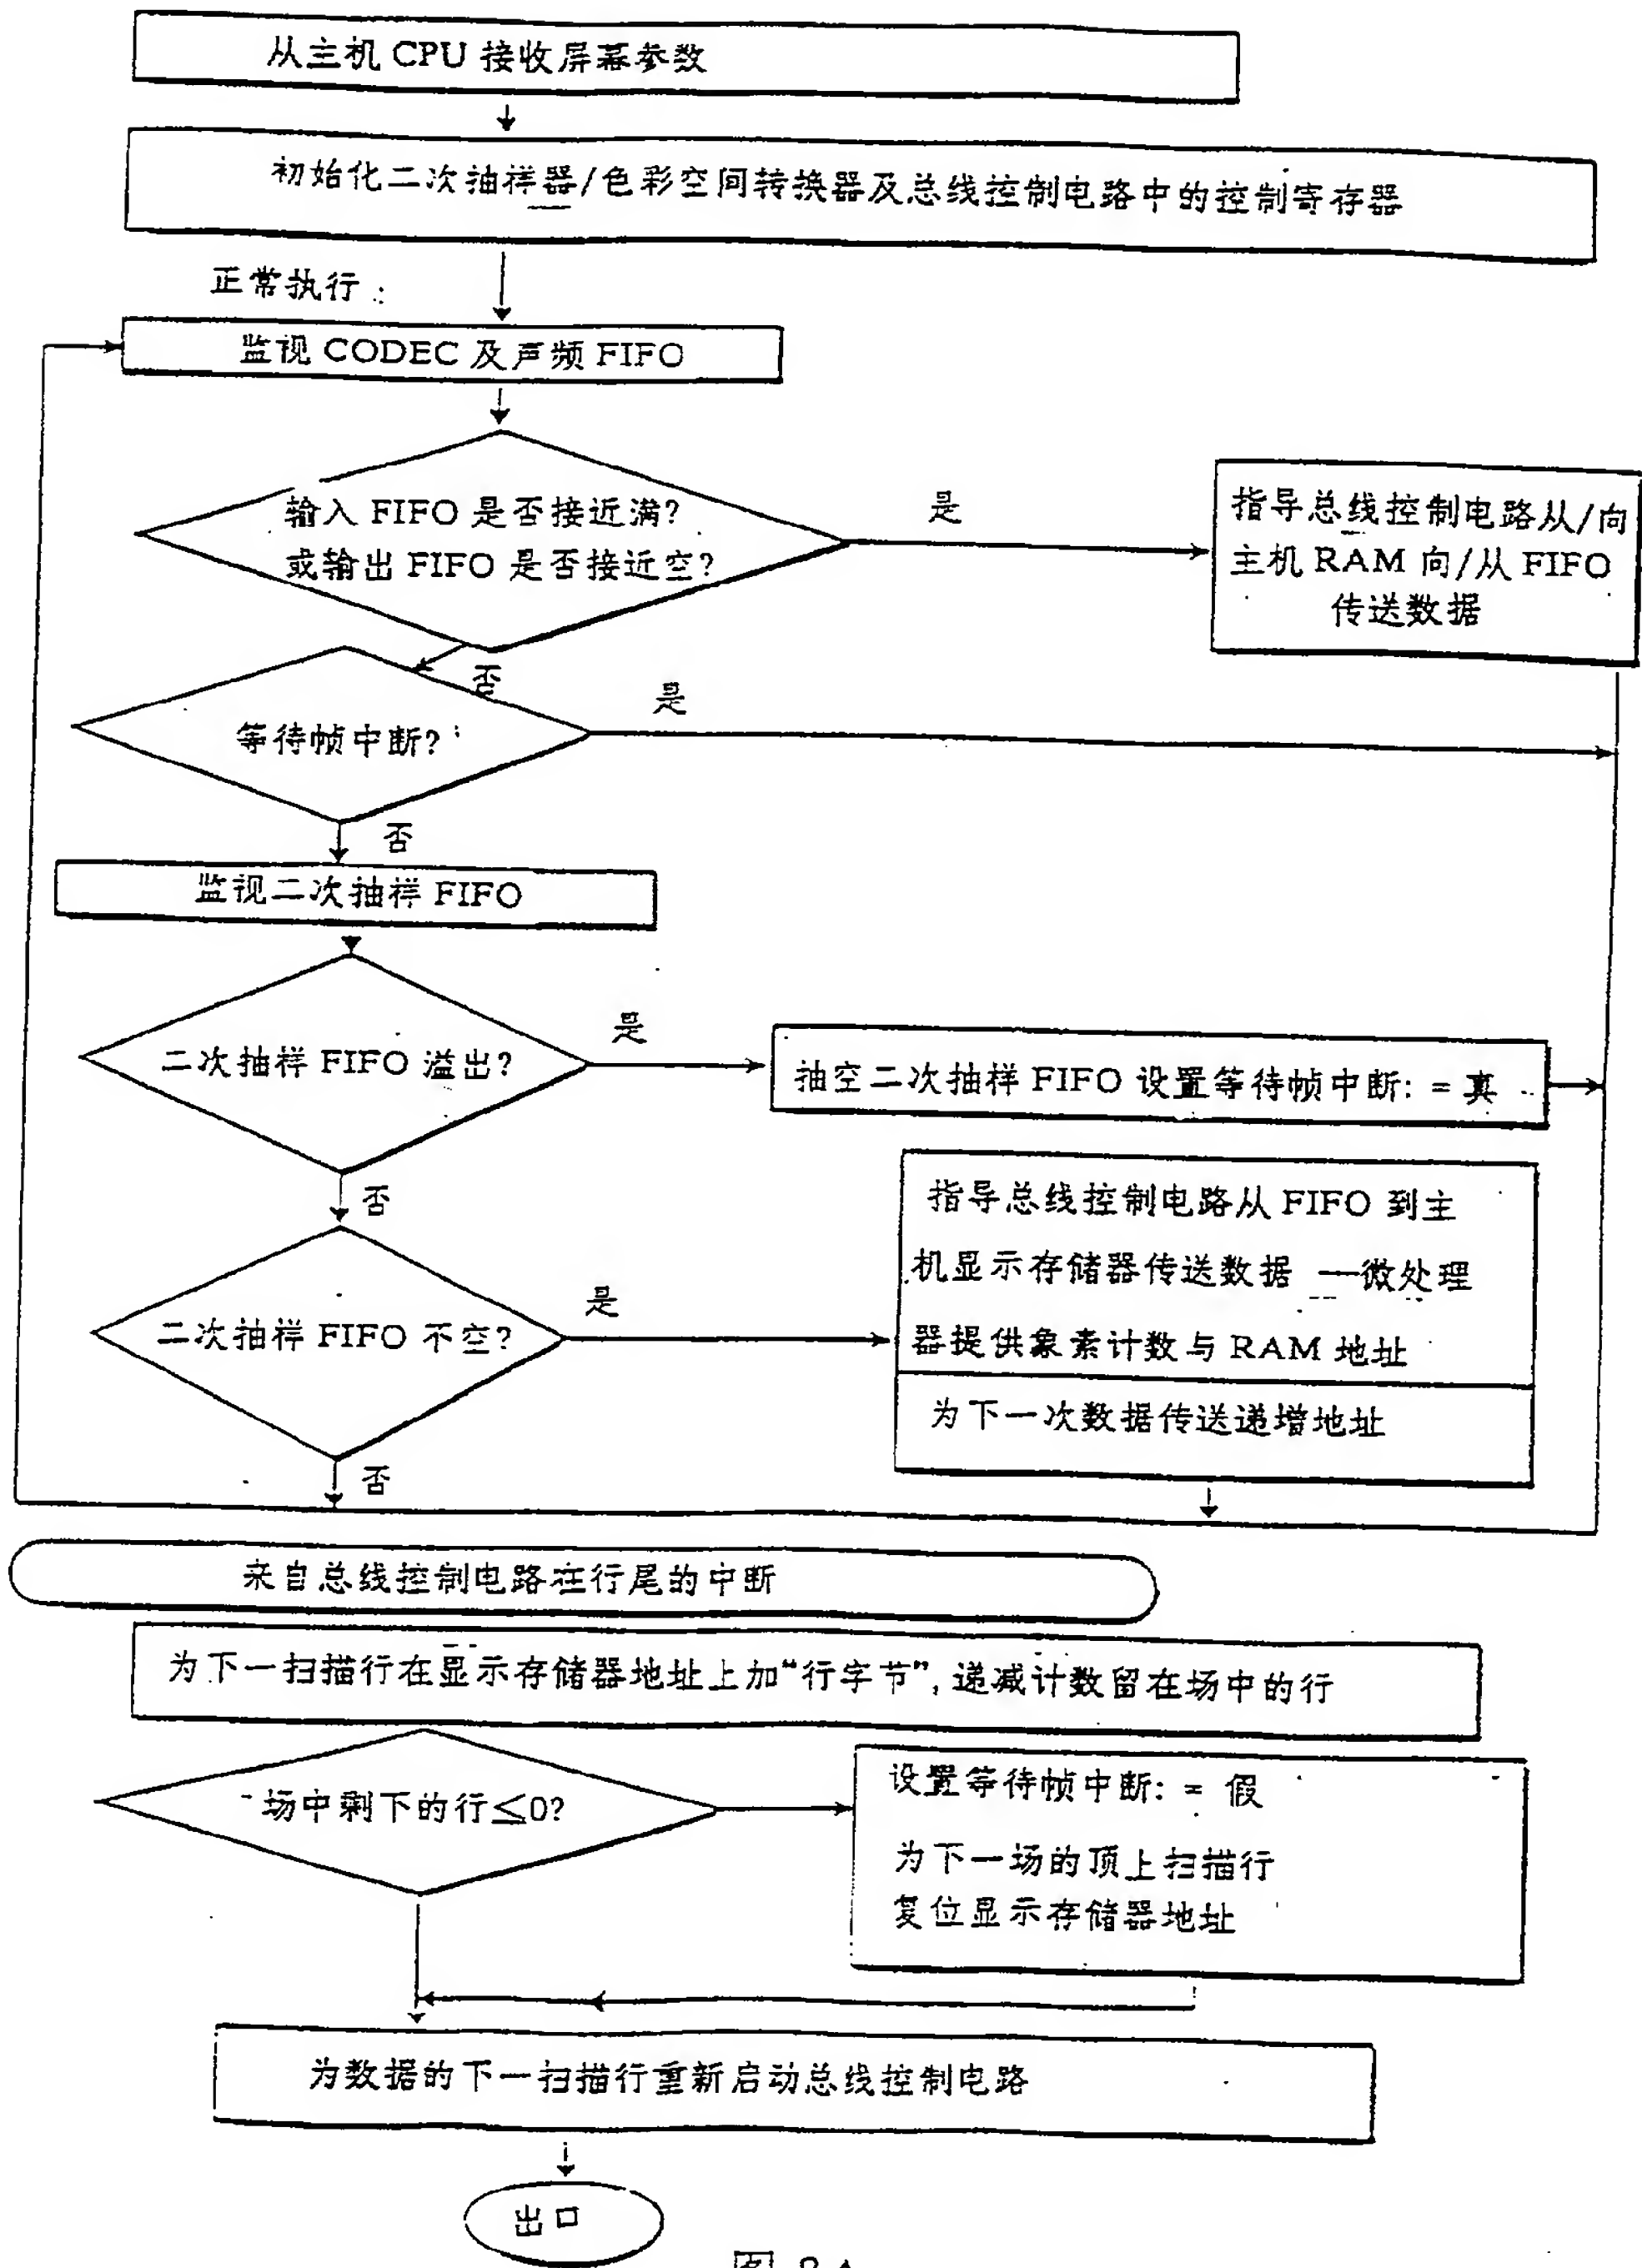 从主机 CPU 接收屏幕参数
初始化二次抽样器/色彩空间转换器及总线控制电路中的控制寄存器
正常执行:
监视 CODEC 及声频 FIFO
输入 FIFO 是否接近满?
或输出 FIFO 是否接近空?
是
指导总线控制电路从/向
主机 RAM 向/从 FIFO
传送数据
否
等待帧中断?
是
否
监视二次抽样 FIFO
二次抽样 FIFO 溢出?
是
抽空二次抽样 FIFO 设置等待帧中断: = 真
否
二次抽样 FIFO 不空?
是
指导总线控制电路从 FIFO 到主
机显示存储器传送数据 —微处理
器提供象素计数与 RAM 地址
为下一次数据传送递增地址
否
来自总线控制电路在行尾的中断
为下一扫描行在显示存储器地址上加“行字节”, 递减计数留在场中的行
场中剩下的行≤0?
设置等待帧中断: = 假
为下一场的顶上扫描行
复位显示存储器地址
为数据的下一扫描行重新启动总线控制电路
出口
图 8A